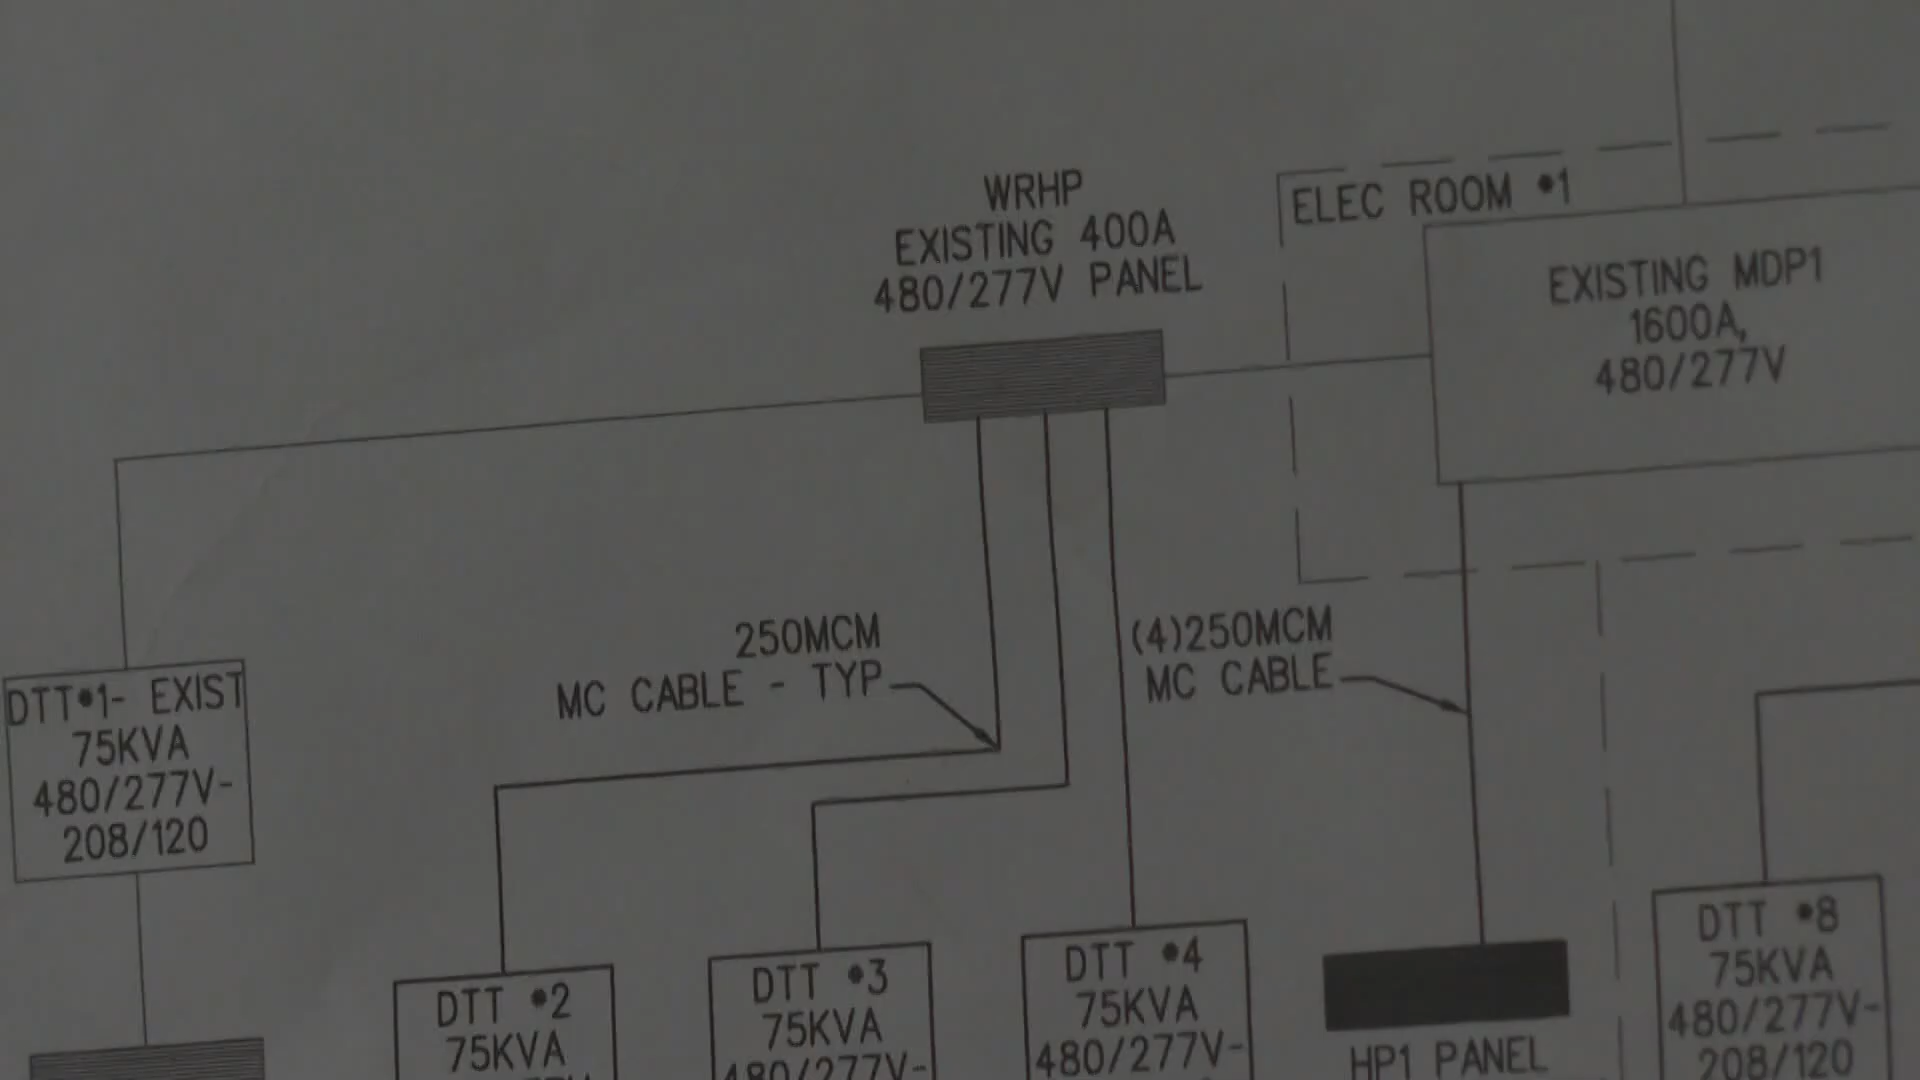 WRHP
EXISTING 400A
480/277V PANEL
ELEC ROOM #1
EXISTING MDP1
1600A,
480/277V
250MCM
MC CABLE - TYP
(4)250MCM
MC CABLE
DTT#1- EXIST
75KVA
480/277V-
208/120
DTT #2
75KVA
DTT #3
75KVA
480/277V-
DTT #4
75KVA
480/277V-
HP1 PANEL
DTT #8
75KVA
480/277V-
208/120